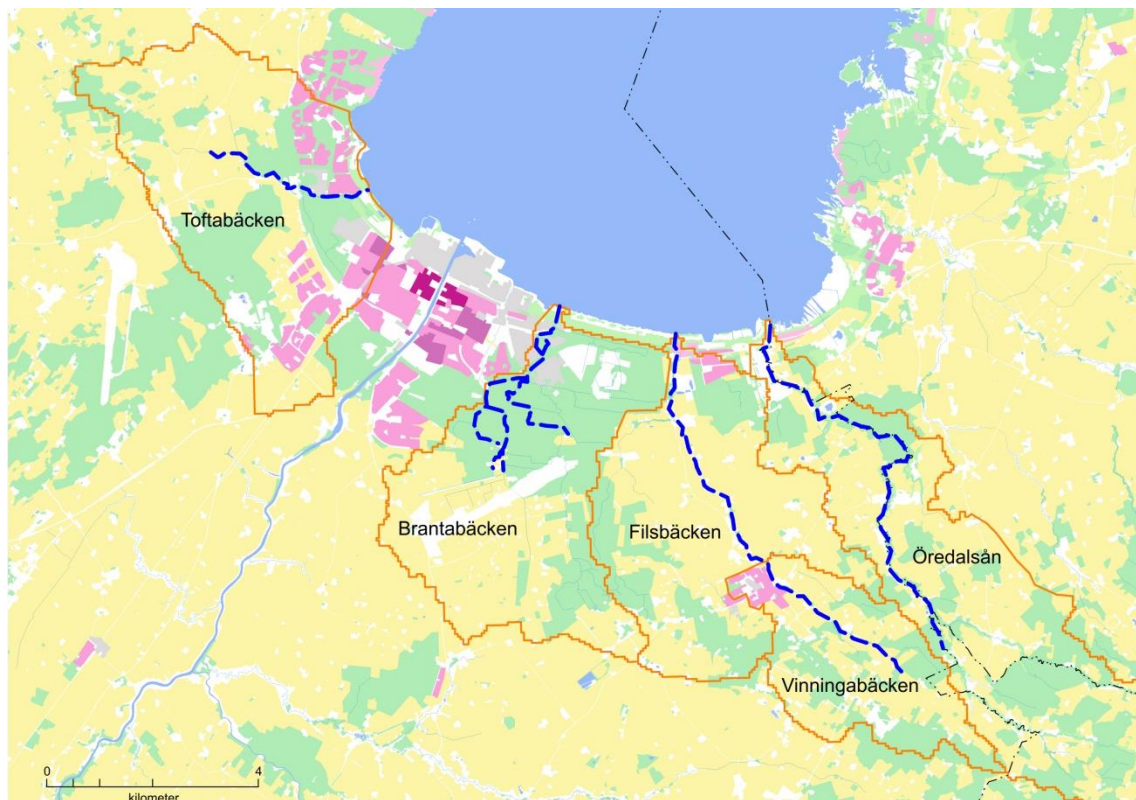 Toftabäcken
Brantabäcken
Filsbäcken
Öredalsån
Vinningabäcken
0 4
kilometer